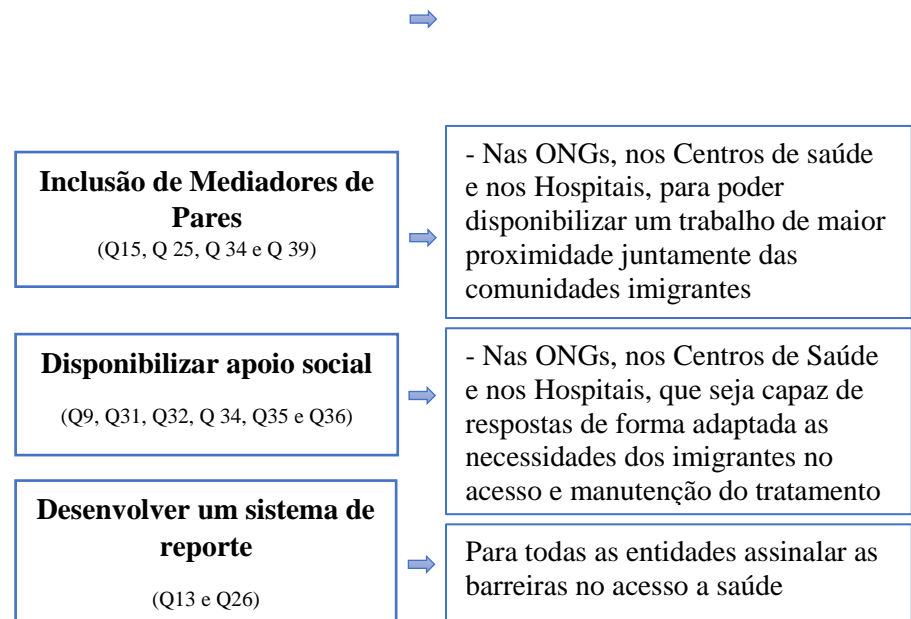 Inclusão de Mediadores de
Pares
(Q15, Q 25, Q 34 e Q 39)
- Nas ONGs, nos Centros de saúde
e nos Hospitais, para poder
disponibilizar um trabalho de maior
proximidade juntamente das
comunidades imigrantes
Disponibilizar apoio social
(Q9, Q31, Q32, Q 34, Q35 e Q36)
- Nas ONGs, nos Centros de Saúde
e nos Hospitais, que seja capaz de
respostas de forma adaptada as
necessidades dos imigrantes no
acesso e manutenção do tratamento
Desenvolver um sistema de
reporte
(Q13 e Q26)
Para todas as entidades assinalar as
barreiras no acesso a saúde